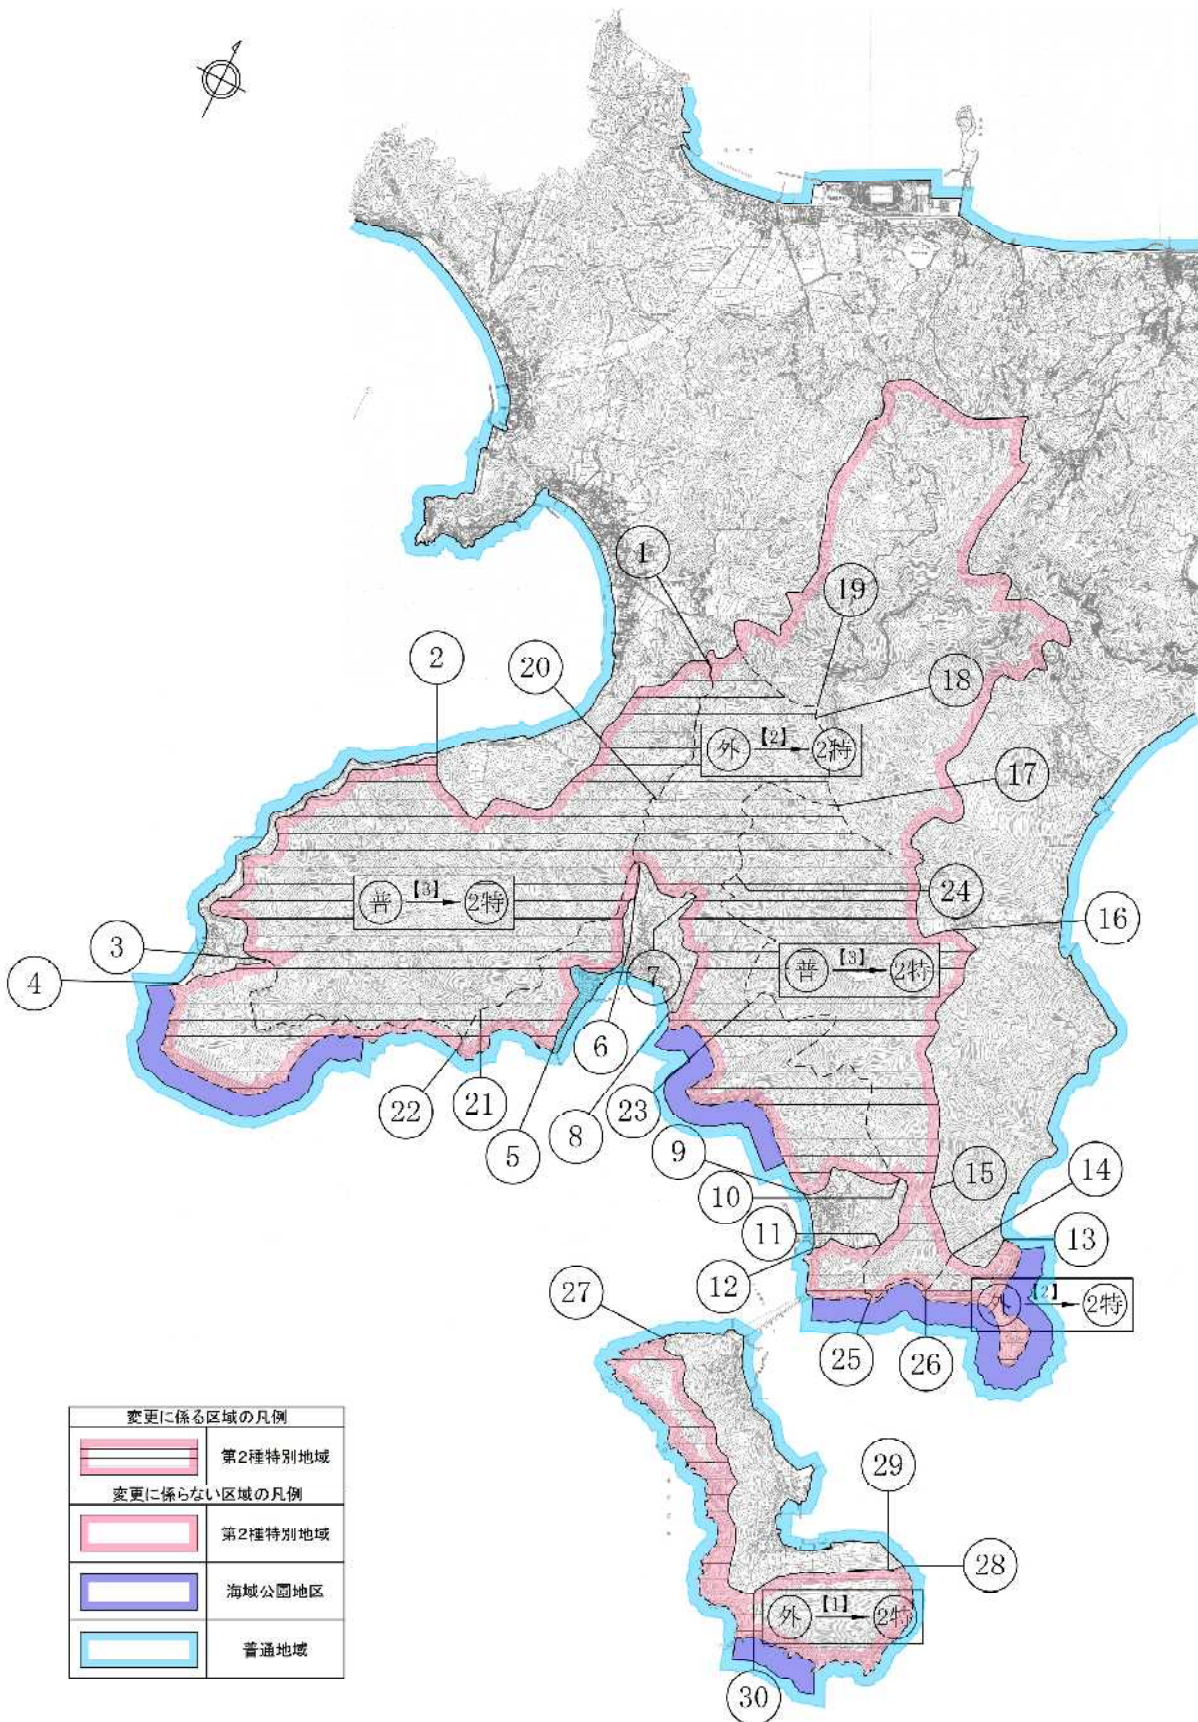 1
19
2
20
18
外 【2】 2特
17
普 【3】 2特
24
3
16
普 【3】 2特
4
7
6
22
21
5
8
23
9
10
15
14
11
13
12
27
外 【2】 2特
25
26
変更に係る区域の凡例
第2種特別地域
変更に係らない区域の凡例
第2種特別地域
海域公園地区
普通地域
29
28
外 【1】 2特
30